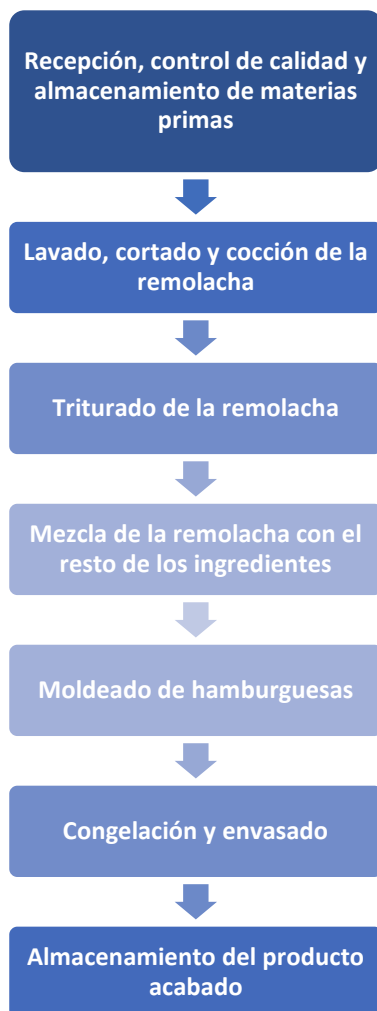 Recepción, control de calidad y
almacenamiento de materias
primas
Lavado, cortado y cocción de la
remolacha
Triturado de la remolacha
Mezcla de la remolacha con el
resto de los ingredientes
Moldeado de hamburguesas
Congelación y envasado
Almacenamiento del producto
acabado